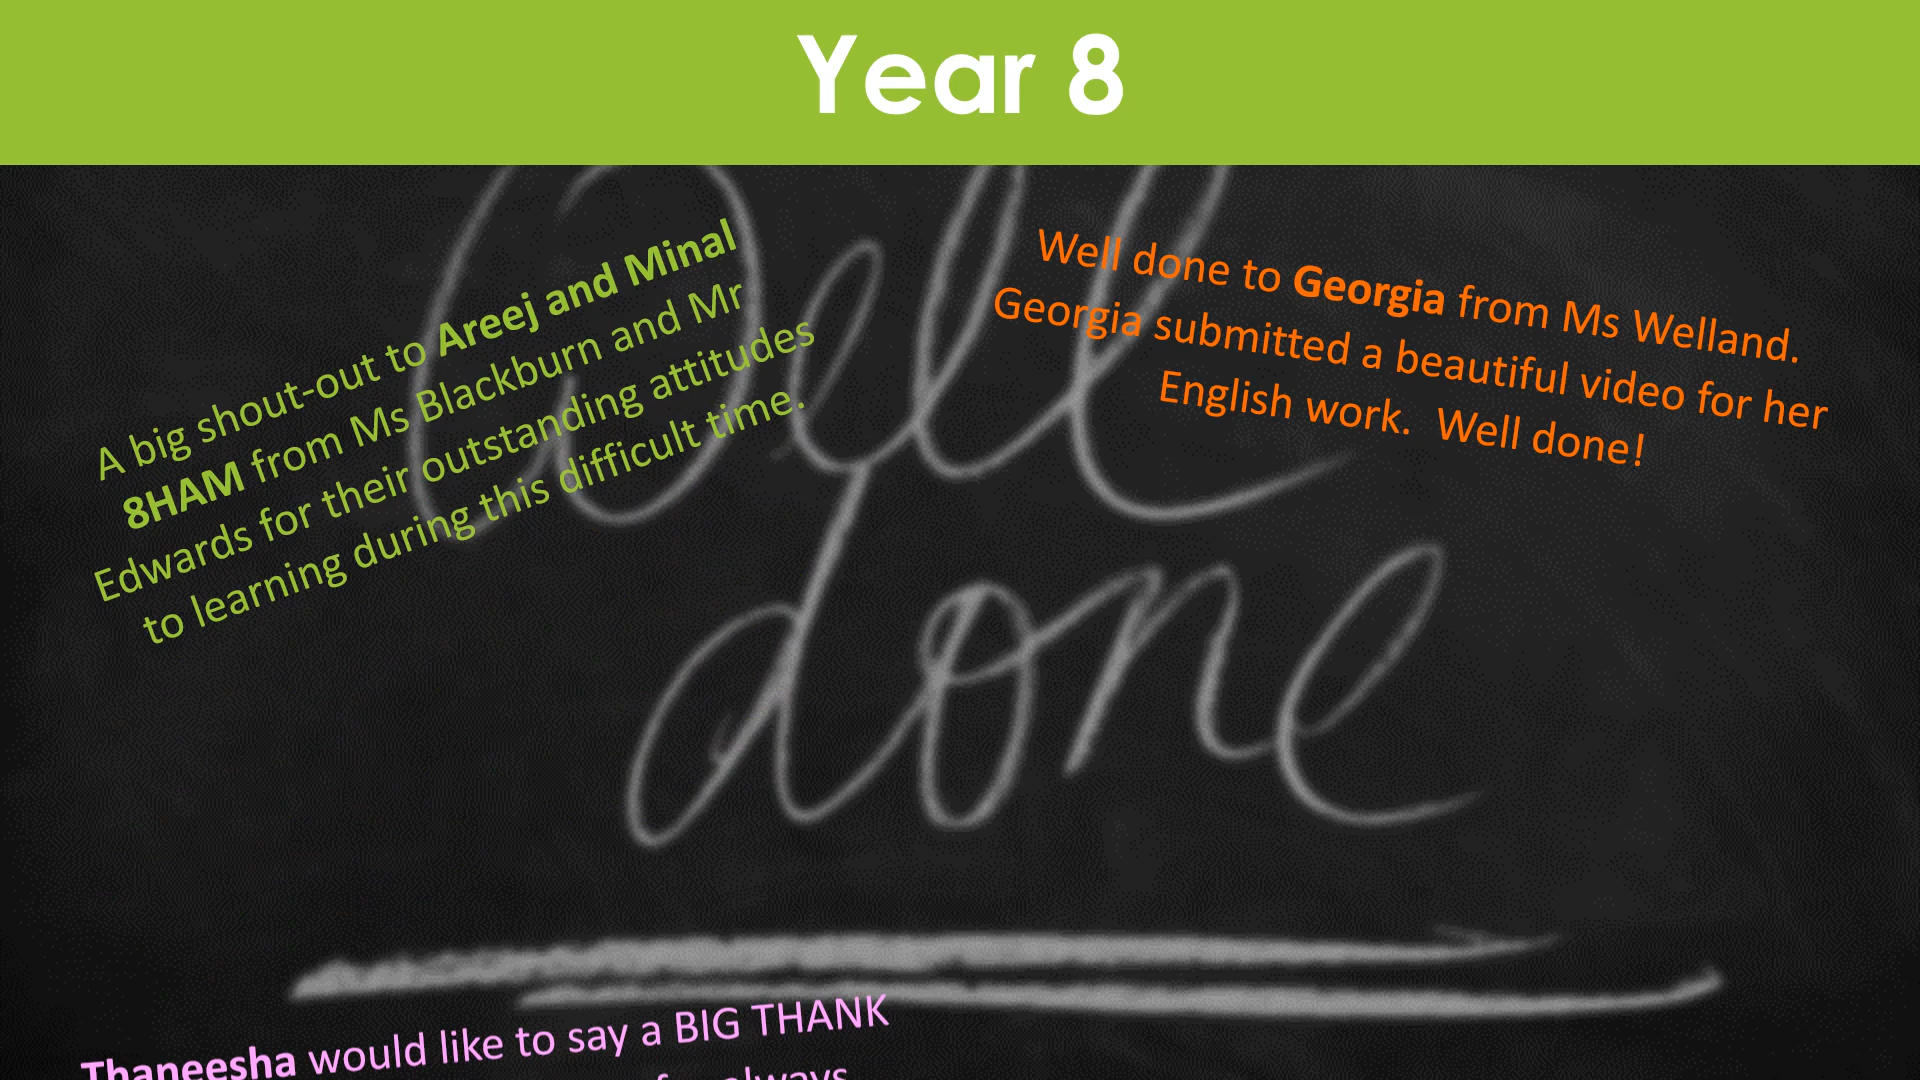 Year 8
Well
done
A big shout-out to Areej and Minal
8HAM from Ms Blackburn and Mr
Edwards for their outstanding attitudes
to learning during this difficult time.
Well done to Georgia from Ms Welland.
Georgia submitted a beautiful video for her
English work. Well done!
Thaneesha would like to say a BIG THANK
always